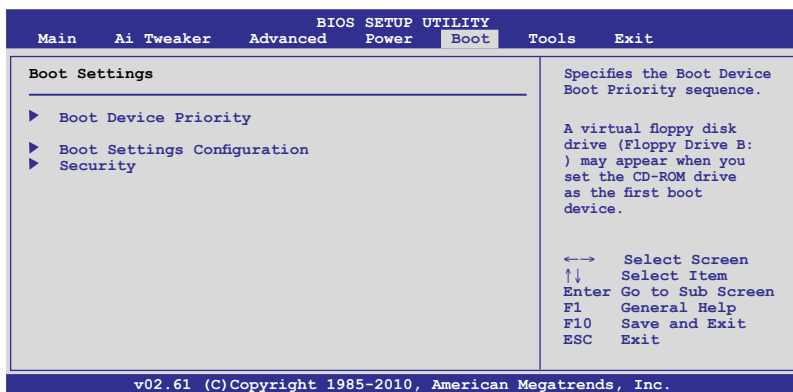 BIOS SETUP UTILITY
Main Ai Tweaker Advanced Power Boot Tools Exit
Boot Settings
Boot Device Priority
Boot Settings Configuration
Security
Specifies the Boot Device
Boot Priority sequence.
A virtual floppy disk
drive (Floppy Drive B:
) may appear when you
set the CD-ROM drive
as the first boot
device.
←→ Select Screen
↑↓ Select Item
Enter Go to Sub Screen
F1 General Help
F10 Save and Exit
ESC Exit
v02.61 (C)Copyright 1985-2010, American Megatrends, Inc.